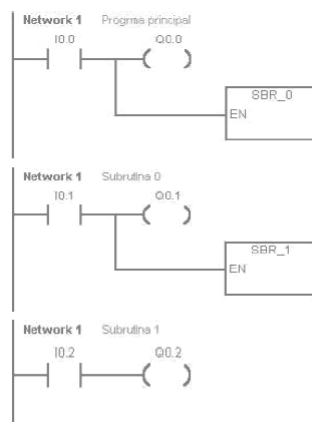 Network 1 Progrma principal
I0.0 Q0.0
SBR_0
EN
Network 1 Subrutina 0
I0.1 Q0.1
SBR_1
EN
Network 1 Subrutina 1
I0.2 Q0.2